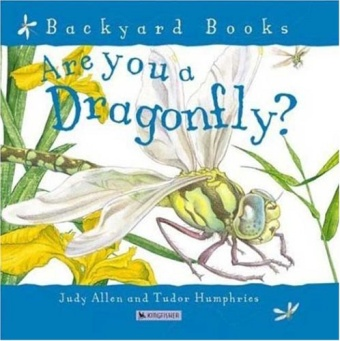 Backyard Books
Are you a
Dragonfly?
Judy Allen and Tudor Humphries
KINGFISHER